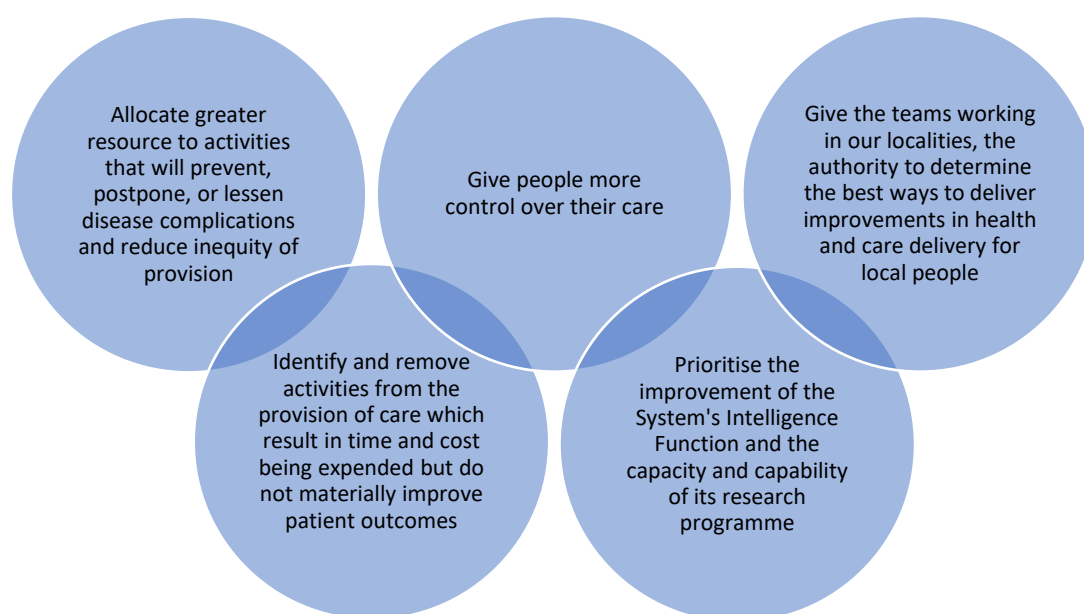 Allocate greater
resource to activities
that will prevent,
postpone, or lessen
disease complications
and reduce inequity of
provision
Identify and remove
activities from the
provision of care which
result in time and cost
being expended but do
not materially improve
patient outcomes
Give people more
control over their care
Prioritise the
improvement of the
System's Intelligence
Function and the
capacity and capability
of its research
programme
Give the teams working
in our localities, the
authority to determine
the best ways to deliver
improvements in health
and care delivery for
local people